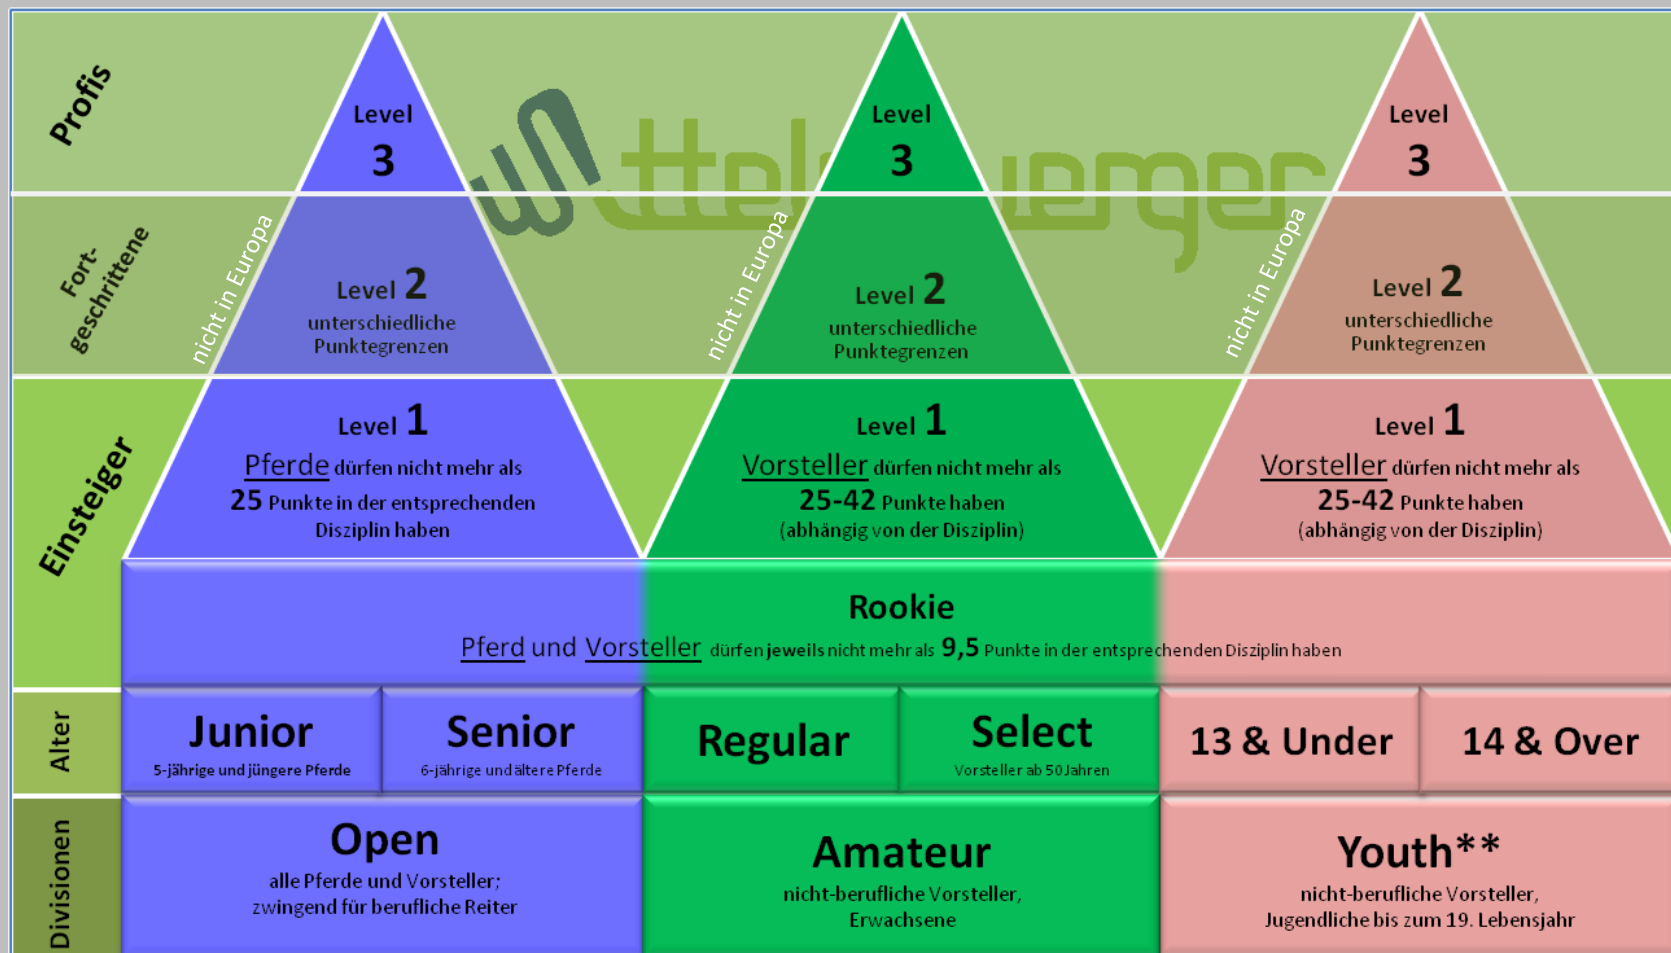 Profis
Level
3
Level
3
Level
3
Fort-
geschrittene
nicht in Europa
Level 2
unterschiedliche
Punktegrenzen
nicht in Europa
Level 2
unterschiedliche
Punktegrenzen
nicht in Europa
Level 2
unterschiedliche
Punktegrenzen
Einsteiger
Level 1
Pferde dürfen nicht mehr als
25 Punkte in der entsprechenden
Disziplin haben
Level 1
Vorsteller dürfen nicht mehr als
25-42 Punkte haben
(abhängig von der Disziplin)
Level 1
Vorsteller dürfen nicht mehr als
25-42 Punkte haben
(abhängig von der Disziplin)
Rookie
Pferd und Vorsteller dürfen jeweils nicht mehr als 9,5 Punkte in der entsprechenden Disziplin haben
Alter
Junior
5-jährige und jüngere Pferde
Senior
6-jährige und ältere Pferde
Regular
Select
Vorsteller ab 50 Jahren
13 & Under
14 & Over
Divisionen
Open
alle Pferde und Vorsteller;
zwingend für berufliche Reiter
Amateur
nicht-berufliche Vorsteller,
Erwachsene
Youth**
nicht-berufliche Vorsteller,
Jugendliche bis zum 19. Lebensjahr